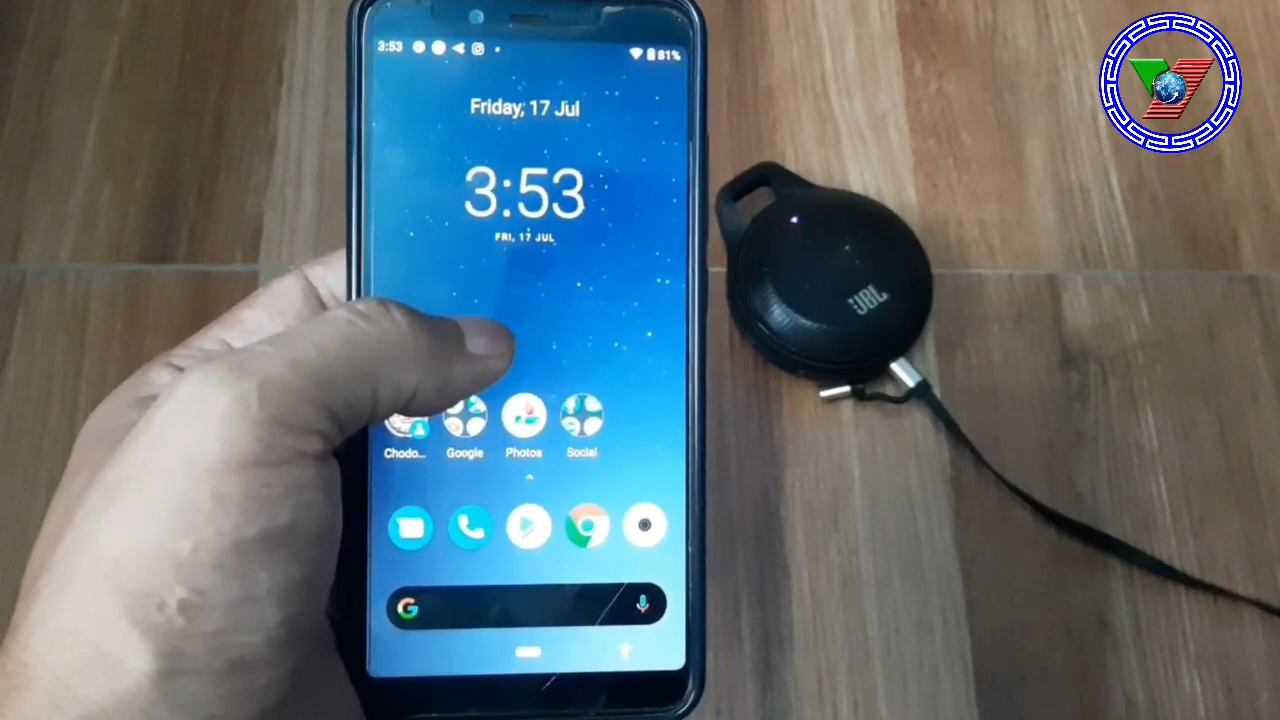 3:53
81%
Friday, 17 Jul
3:53
FRI, 17 JUL
JBL
Chodo...
Google
Photos
Social